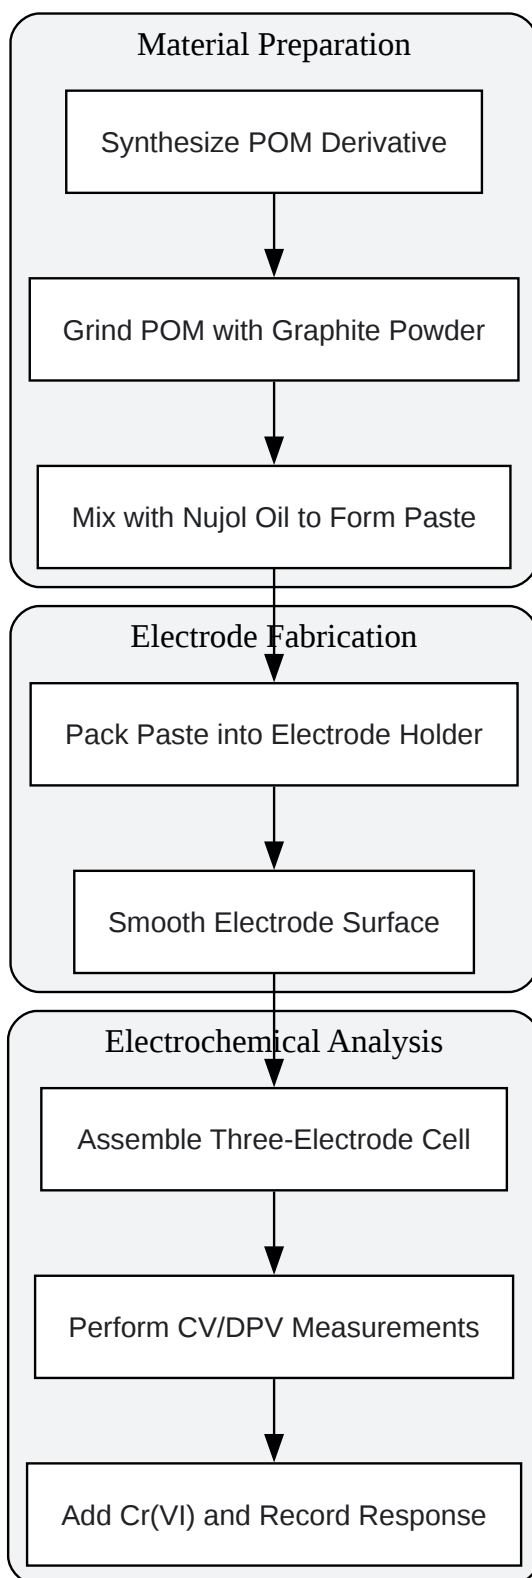 Material Preparation
Synthesize POM Derivative
Grind POM with Graphite Powder
Mix with Nujol Oil to Form Paste
Electrode Fabrication
Pack Paste into Electrode Holder
Smooth Electrode Surface
Electrochemical Analysis
Assemble Three-Electrode Cell
Perform CV/DPV Measurements
Add Cr(VI) and Record Response